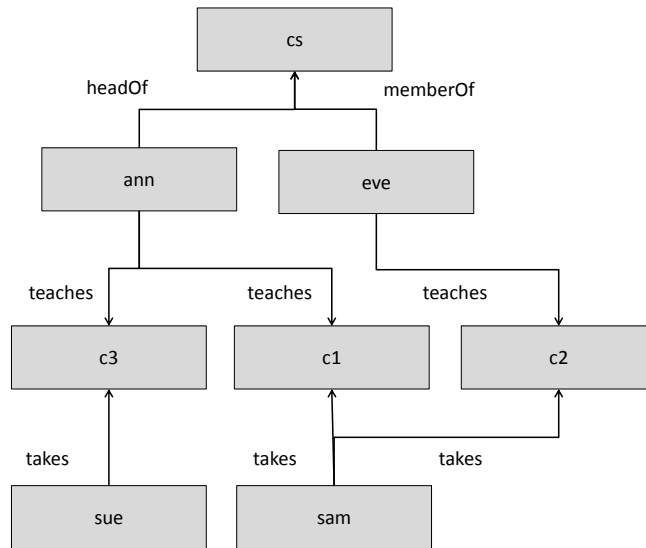 cs
headOf
memberOf
ann
eve
teaches
teaches
teaches
c3
c1
c2
takes
takes
takes
sue
sam